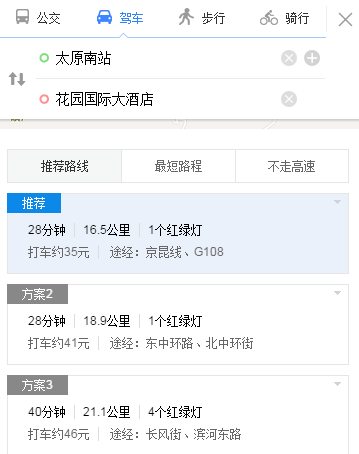 公交 驾车 步行 骑行
太原南站
花园国际大酒店
推荐路线 最短路程 不走高速
推荐
28分钟 16.5公里 1个红绿灯
打车约35元 途经：京昆线、G108
方案2
28分钟 18.9公里 1个红绿灯
打车约41元 途经：东中环路、北中环街
方案3
40分钟 21.1公里 4个红绿灯
打车约46元 途经：长风街、滨河东路